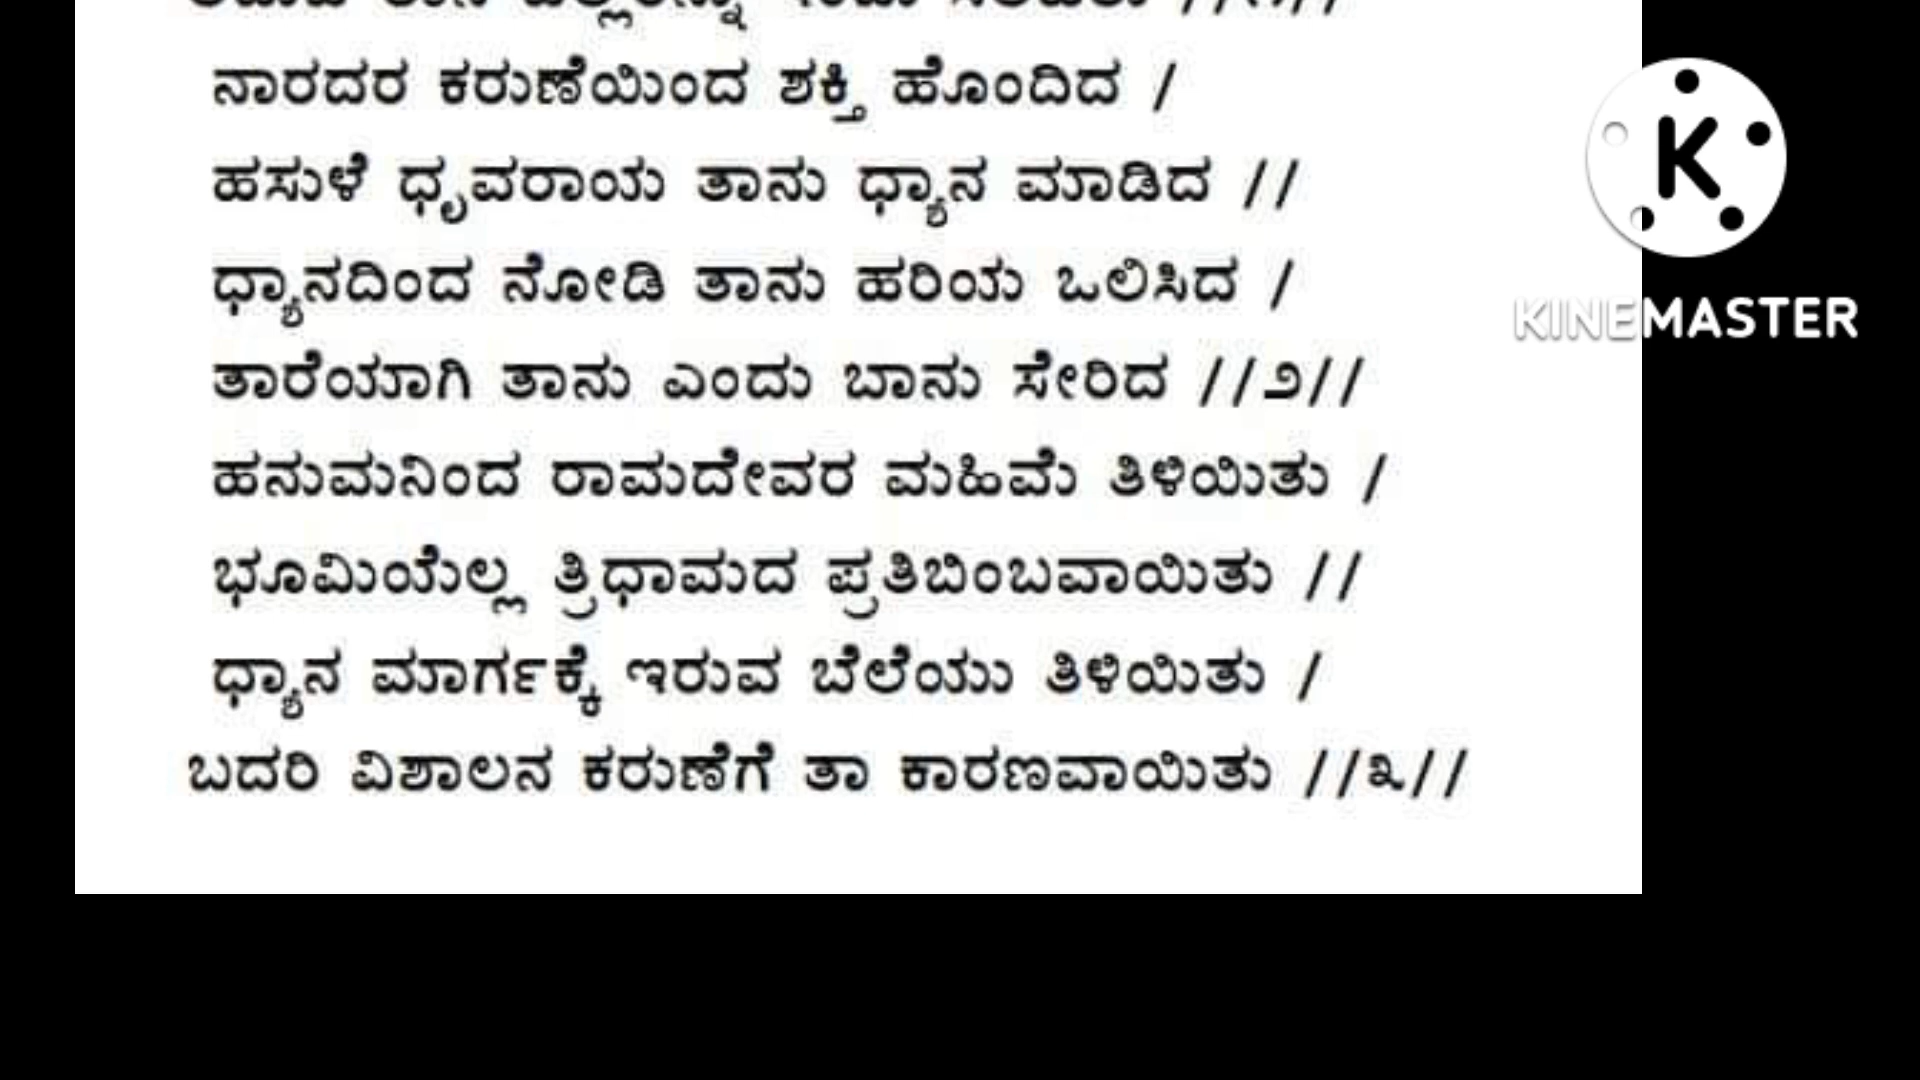 ನಾರದರ ಕರುಣೆಯಿಂದ ಶಕ್ತಿ ಹೊಂದಿದ /
ಹಸುಳೆ ಧೃವರಾಯ ತಾನು ಧ್ಯಾನ ಮಾಡಿದ //
ಧ್ಯಾನದಿಂದ ನೋಡಿ ತಾನು ಹರಿಯ ಒಲಿಸಿದ /
ತಾರೆಯಾಗಿ ತಾನು ಎಂದು ಬಾನು ಸೇರಿದ //೨//
ಹನುಮನಿಂದ ರಾಮದೇವರ ಮಹಿಮೆ ತಿಳಿಯಿತು /
ಭೂಮಿಯೆಲ್ಲ ತ್ರಿಧಾಮದ ಪ್ರತಿಬಿಂಬವಾಯಿತು //
ಧ್ಯಾನ ಮಾರ್ಗಕ್ಕೆ ಇರುವ ಬೆಲೆಯು ತಿಳಿಯಿತು /
ಬದರಿ ವಿಶಾಲನ ಕರುಣೆಗೆ ತಾ ಕಾರಣವಾಯಿತು //೩//
K
KINEMASTER